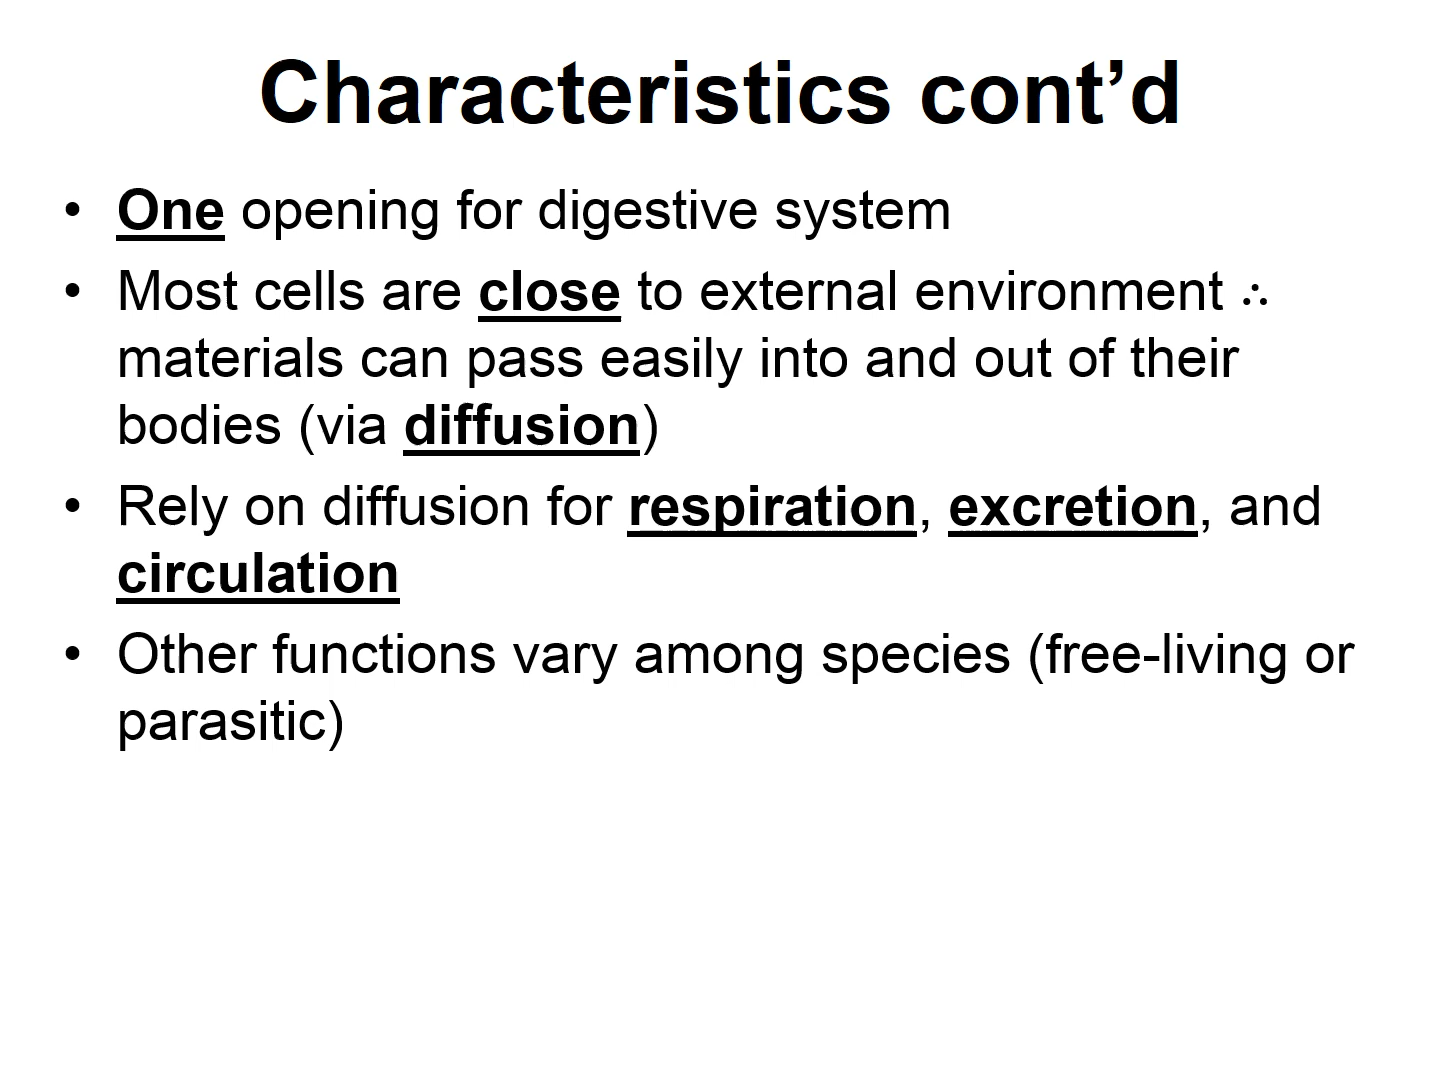 Characteristics cont’d
• One opening for digestive system
• Most cells are close to external environment ∴
materials can pass easily into and out of their
bodies (via diffusion)
• Rely on diffusion for respiration, excretion, and
circulation
• Other functions vary among species (free-living or
parasitic)